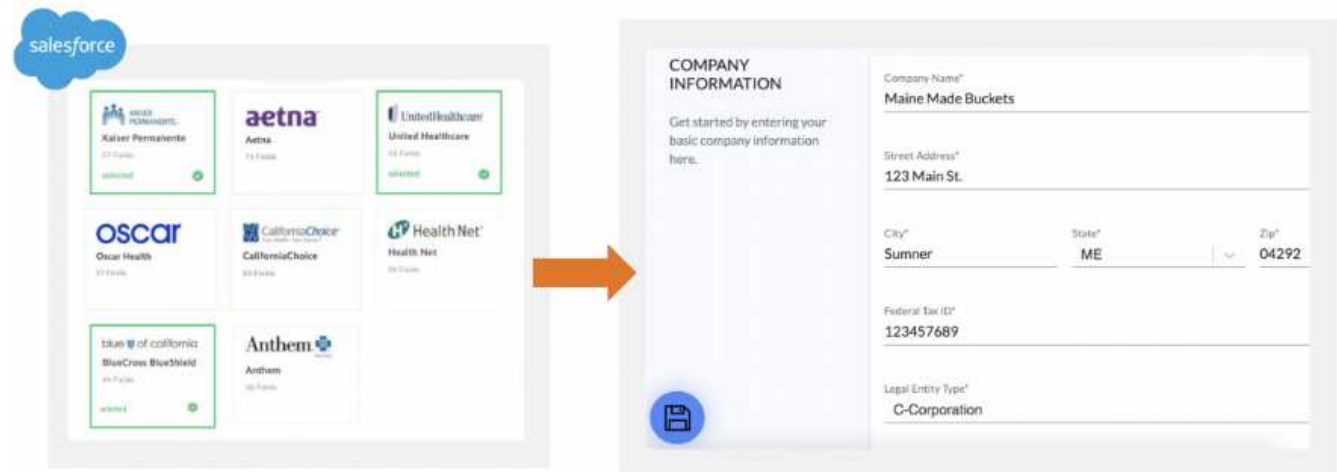 salesforce
KAISER
PERMANENTE.
Kaiser Permanente
selected
aetna
Aetna
UnitedHealthcare
United Healthcare
selected
oscar
Oscar Health
CaliforniaChoice
CaliforniaChoice
Health Net
Health Net
blue of california
BlueCross BlueShield
selected
Anthem
Anthem
COMPANY
INFORMATION
Get started by entering your
basic company information
here.
Company Name*
Maine Made Buckets
Street Address*
123 Main St.
City* State* Zip*
Sumner ME 04292
Federal Tax ID*
123457689
Legal Entity Type*
C-Corporation